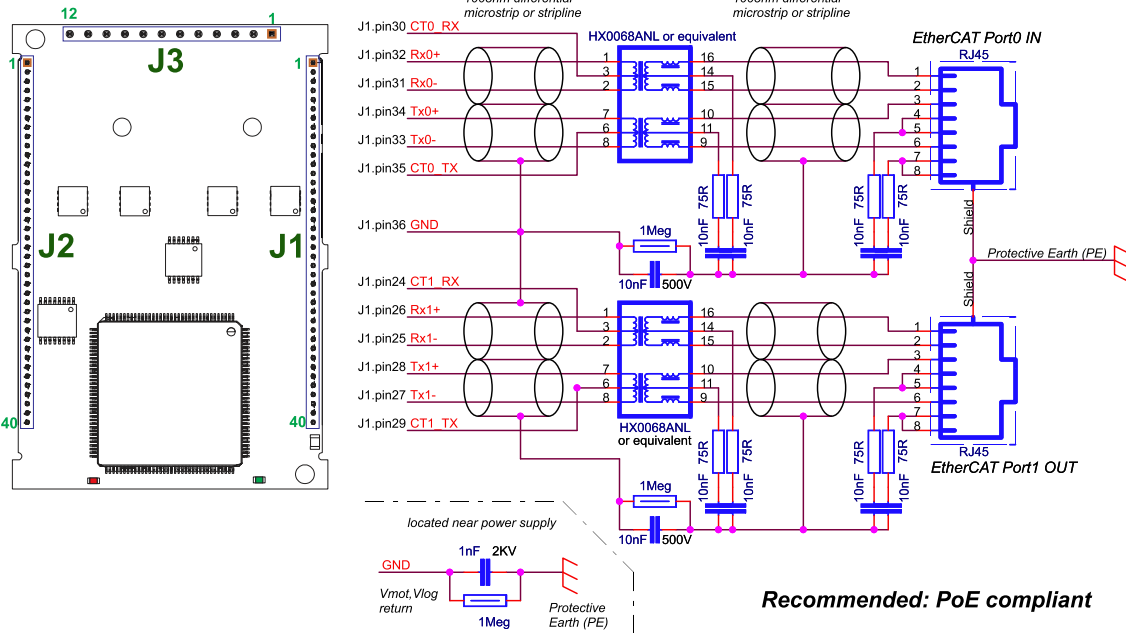 microstrip or stripline
microstrip or stripline
12
1
J3
1
1
J2
J1
40
40
J1.pin30 CT0_RX
J1.pin32 Rx0+
J1.pin31 Rx0-
J1.pin34 Tx0+
J1.pin33 Tx0-
J1.pin35 CT0_TX
J1.pin36 GND
J1.pin24 CT1_RX
J1.pin26 Rx1+
J1.pin25 Rx1-
J1.pin28 Tx1+
J1.pin27 Tx1-
J1.pin29 CT1_TX
HX0068ANL or equivalent
1 16
3 14
2 15
7 10
6 11
8 9
EtherCAT Port0 IN
RJ45
1
2
3
4
5
6
7
8
75R
75R
10nF
10nF
75R
75R
10nF
10nF
1Meg
10nF 500V
Shield
Protective Earth (PE)
Shield
1 16
3 14
2 15
7 10
6 11
8 9
HX0068ANL
or equivalent
1
2
3
4
5
6
7
8
RJ45
EtherCAT Port1 OUT
75R
75R
10nF
10nF
75R
75R
10nF
10nF
1Meg
10nF 500V
located near power supply
1nF 2KV
GND
Vmot,Vlog
return
1Meg
Protective
Earth (PE)
Recommended: PoE compliant